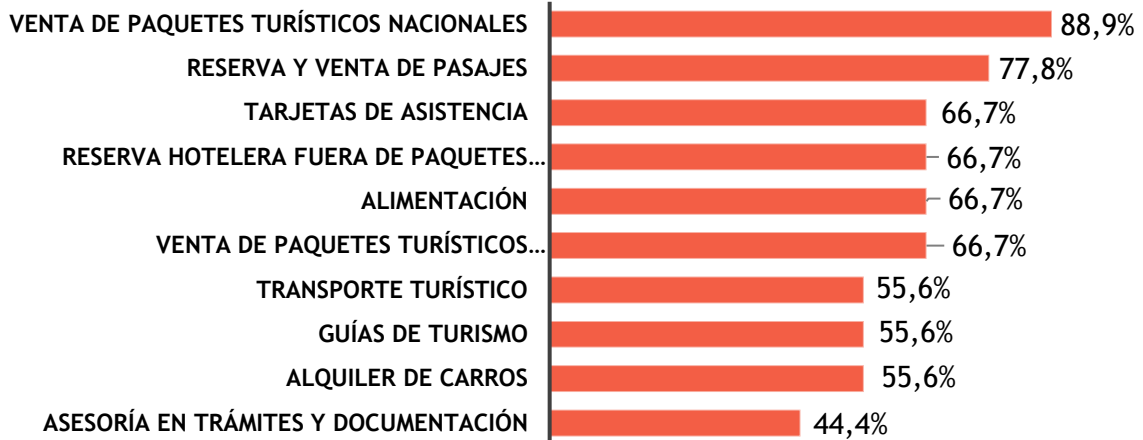 VENTA DE PAQUETES TURÍSTICOS NACIONALES 88,9%
RESERVA Y VENTA DE PASAJES 77,8%
TARJETAS DE ASISTENCIA 66,7%
RESERVA HOTELERA FUERA DE PAQUETES... 66,7%
ALIMENTACIÓN 66,7%
VENTA DE PAQUETES TURÍSTICOS... 66,7%
TRANSPORTE TURÍSTICO 55,6%
GUÍAS DE TURISMO 55,6%
ALQUILER DE CARROS 55,6%
ASESORÍA EN TRÁMITES Y DOCUMENTACIÓN 44,4%